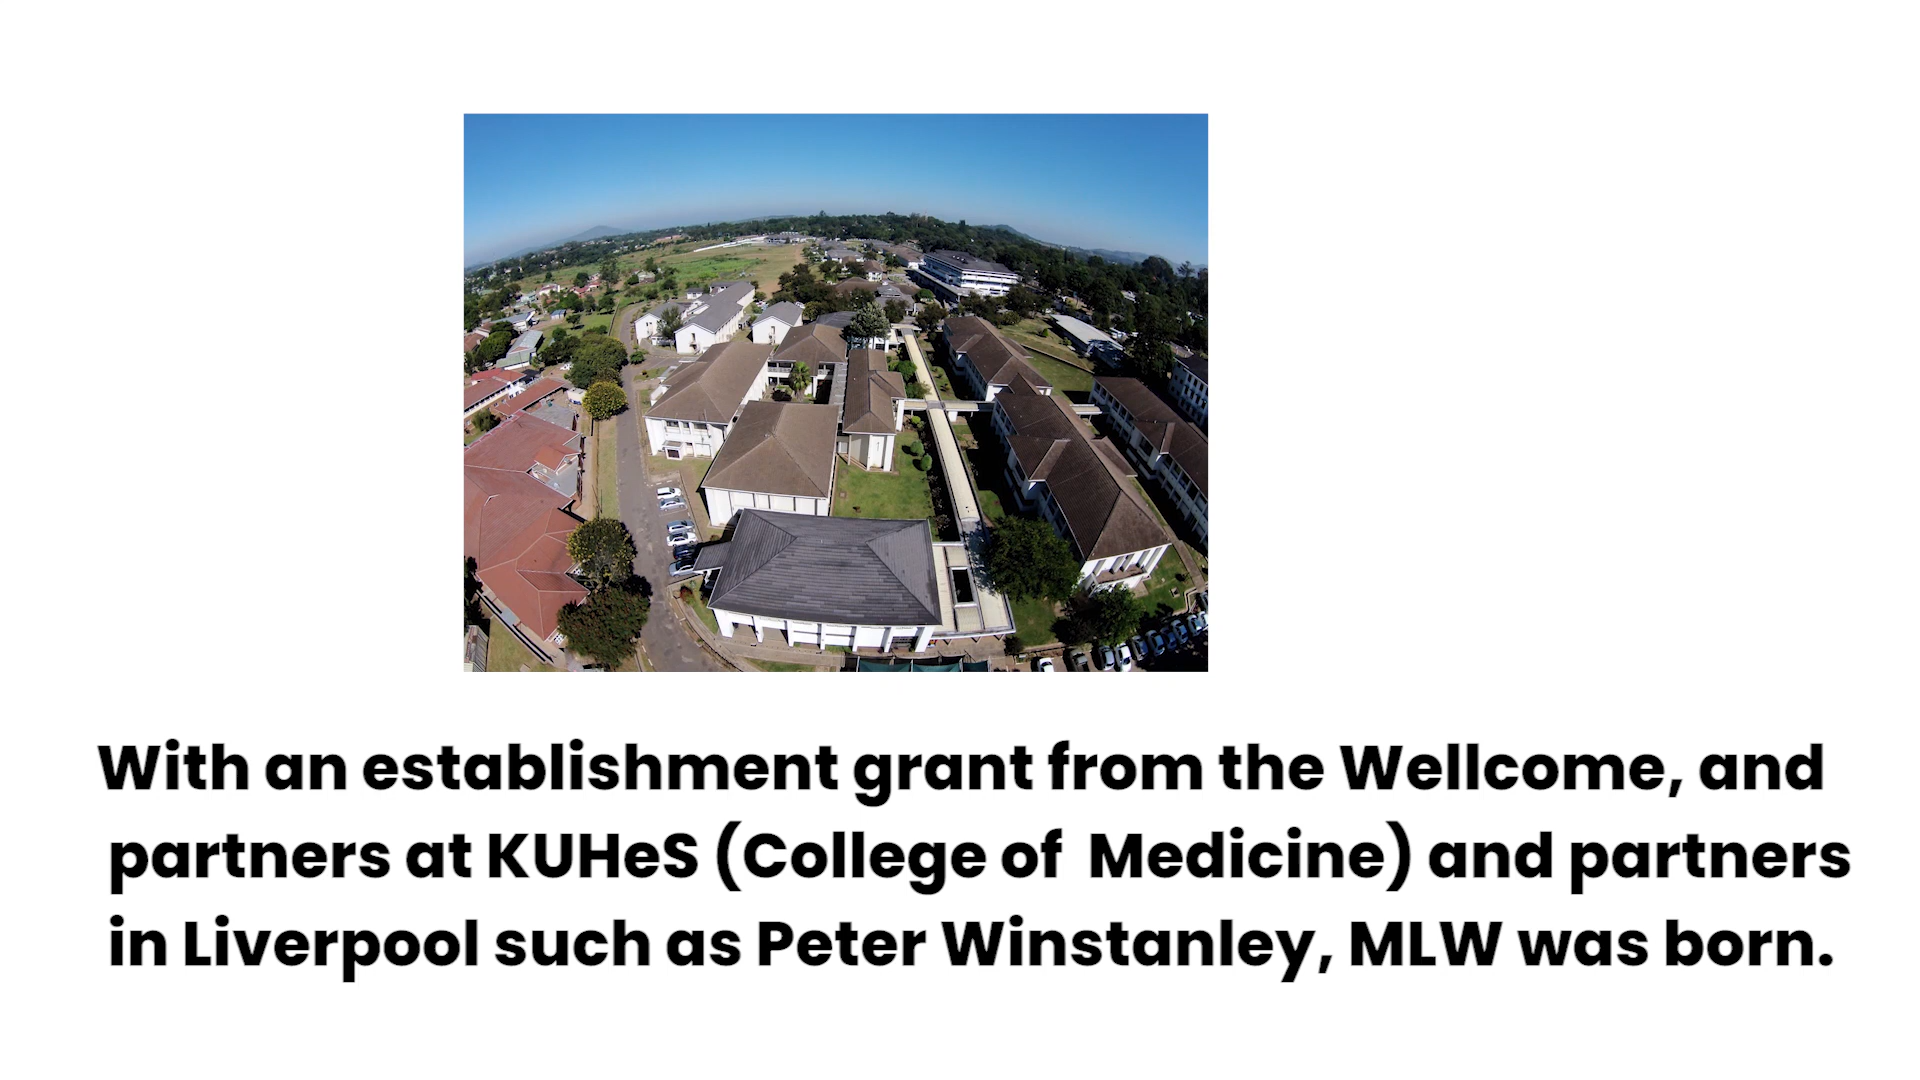 With an establishment grant from the Wellcome, and
partners at KUHeS (College of Medicine) and partners
in Liverpool such as Peter Winstanley, MLW was born.